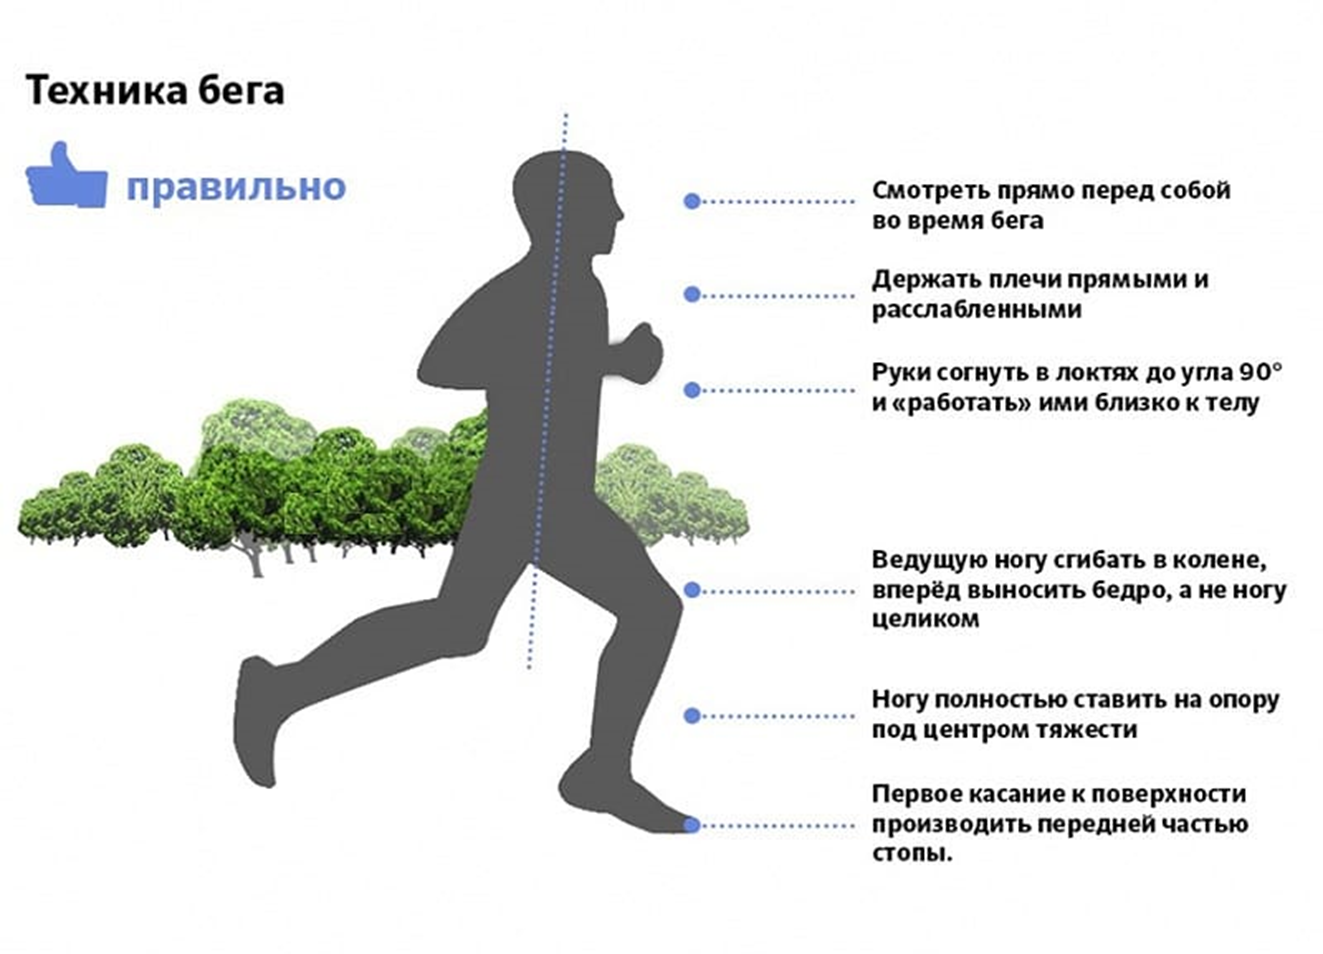 Техника бега
правильно
Смотреть прямо перед собой
во время бега
Держать плечи прямыми и
расслабленными
Руки согнуть в локтях до угла 90°
и «работать» ими близко к телу
Ведущую ногу сгибать в колене,
вперёд выносить бедро, а не ногу
целиком
Ногу полностью ставить на опору
под центром тяжести
Первое касание к поверхности
производить передней частью
стопы.